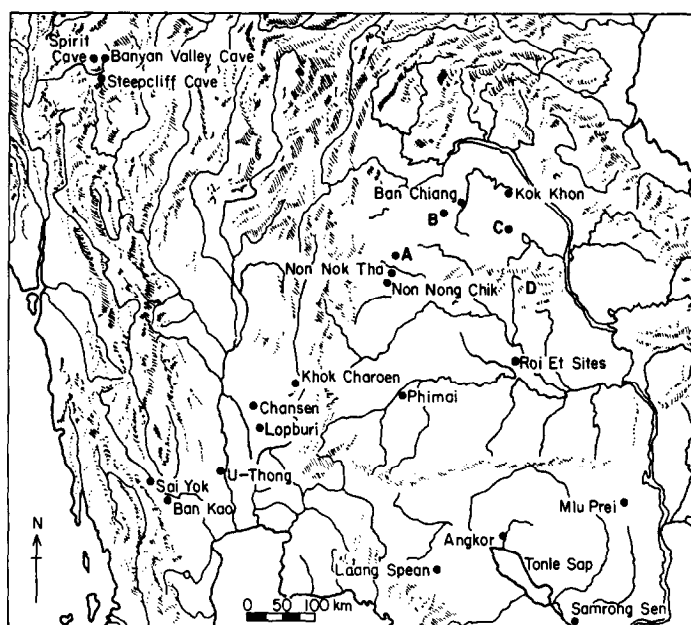 Spirit
Cave
Banyan Valley Cave
Steepcliff Cave
Ban Chiang
Kok Khon
B
C
A
Non Nok Tha
Non Nong Chik
D
Roi Et Sites
Khok Charoen
Phimai
Chansen
Lopburi
U-Thong
Sai Yok
Ban Kao
Mlu Prei
N
Angkor
Tonle Sap
Laang Spean
0 50 100 km
Samrong Sen